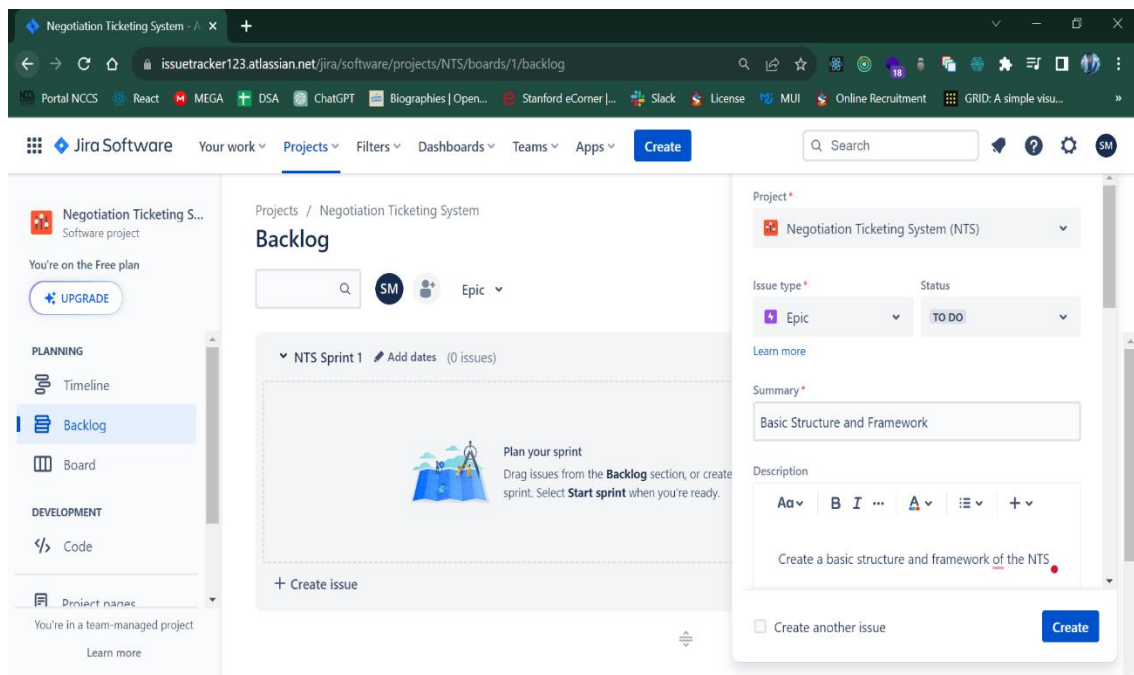 Negotiation Ticketing System - A
issuetracker123.atlassian.net/jira/software/projects/NTS/boards/1/backlog
18
Portal NCCS React MEGA DSA ChatGPT Biographies | Open... Stanford eCorner |... Slack License MUI Online Recruitment GRID: A simple visu... »
Jira Software Your work Projects Filters Dashboards Teams Apps Create Search SM
Negotiation Ticketing S...
Software project
You're on the Free plan
UPGRADE
PLANNING
Timeline
Backlog
Board
DEVELOPMENT
Code
Project pages
You're in a team-managed project
Learn more
Projects / Negotiation Ticketing System
Backlog
SM Epic
NTS Sprint 1 Add dates (0 issues)
Plan your sprint
Drag issues from the Backlog section, or create
sprint. Select Start sprint when you're ready.
+ Create issue
Project *
Negotiation Ticketing System (NTS)
Issue type * Status
Epic TO DO
Learn more
Summary *
Basic Structure and Framework
Description
Aa B I ... A +
Create a basic structure and framework of the NTS
Create another issue Create